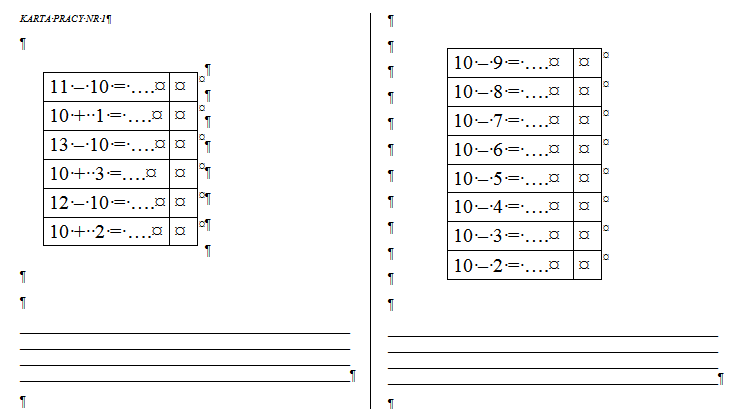 KARTA·PRACY·NR·1¶
¶
¶
11·–·10·=·….¤ ¤ ¤
¶
10·+··1·=·….¤ ¤ ¤
¶
13·–·10·=·….¤ ¤ ¤¶
10·+··3·=….¤ ¤ ¤¶
12·–·10·=·….¤ ¤ ¤¶
10·+··2·=·….¤ ¤ ¤¶
¶
¶
¶
¶
¶
¶
¶
10·–·9·=·….¤ ¤ ¤
¶
10·–·8·=·….¤ ¤ ¤
¶
10·–·7·=·….¤ ¤ ¤
¶
10·–·6·=·….¤ ¤ ¤
¶
10·–·5·=·….¤ ¤ ¤
¶
10·–·4·=·….¤ ¤ ¤
¶
10·–·3·=·….¤ ¤ ¤
¶
10·–·2·=·….¤ ¤ ¤
¶
¶
¶
¶